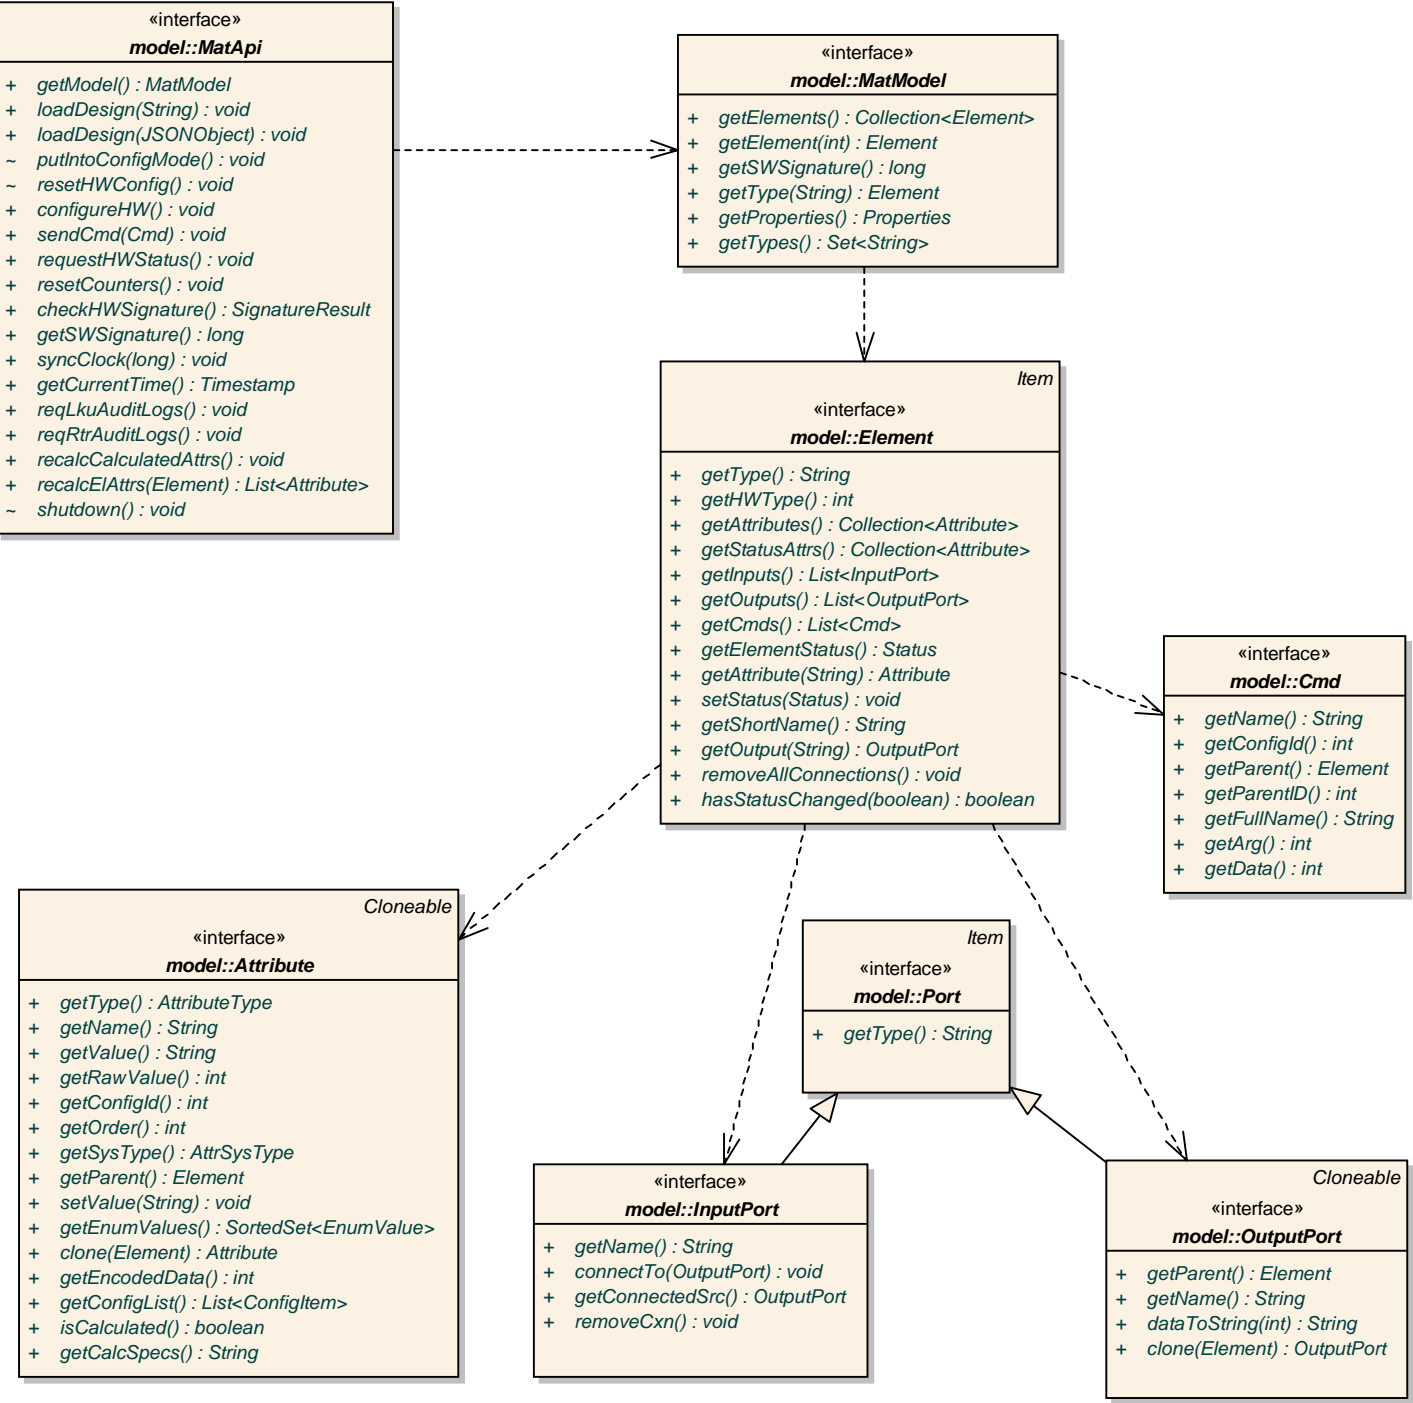 «interface»
model::MatApi
+ getModel() : MatModel
+ loadDesign(String) : void
+ loadDesign(JSONObject) : void
~ putIntoConfigMode() : void
~ resetHWConfig() : void
+ configureHW() : void
+ sendCmd(Cmd) : void
+ requestHWStatus() : void
+ resetCounters() : void
+ checkHWSignature() : SignatureResult
+ getSWSignature() : long
+ syncClock(long) : void
+ getCurrentTime() : Timestamp
+ reqLkuAuditLogs() : void
+ reqRtrAuditLogs() : void
+ recalcCalculatedAttrs() : void
+ recalcElAttrs(Element) : List<Attribute>
~ shutdown() : void
«interface»
model::MatModel
+ getElements() : Collection<Element>
+ getElement(int) : Element
+ getSWSignature() : long
+ getType(String) : Element
+ getProperties() : Properties
+ getTypes() : Set<String>
Item
«interface»
model::Element
+ getType() : String
+ getHWType() : int
+ getAttributes() : Collection<Attribute>
+ getStatusAttrs() : Collection<Attribute>
+ getInputs() : List<InputPort>
+ getOutputs() : List<OutputPort>
+ getCmds() : List<Cmd>
+ getElementStatus() : Status
+ getAttribute(String) : Attribute
+ setStatus(Status) : void
+ getShortName() : String
+ getOutput(String) : OutputPort
+ removeAllConnections() : void
+ hasStatusChanged(boolean) : boolean
«interface»
model::Cmd
+ getName() : String
+ getConfigId() : int
+ getParent() : Element
+ getParentID() : int
+ getFullName() : String
+ getArg() : int
+ getData() : int
Cloneable
«interface»
model::Attribute
+ getType() : AttributeType
+ getName() : String
+ getValue() : String
+ getRawValue() : int
+ getConfigId() : int
+ getOrder() : int
+ getSysType() : AttrSysType
+ getParent() : Element
+ setValue(String) : void
+ getEnumValues() : SortedSet<EnumValue>
+ clone(Element) : Attribute
+ getEncodedData() : int
+ getConfigList() : List<ConfigItem>
+ isCalculated() : boolean
+ getCalcSpecs() : String
Item
«interface»
model::Port
+ getType() : String
«interface»
model::InputPort
+ getName() : String
+ connectTo(OutputPort) : void
+ getConnectedSrc() : OutputPort
+ removeCxn() : void
Cloneable
«interface»
model::OutputPort
+ getParent() : Element
+ getName() : String
+ dataToString(int) : String
+ clone(Element) : OutputPort